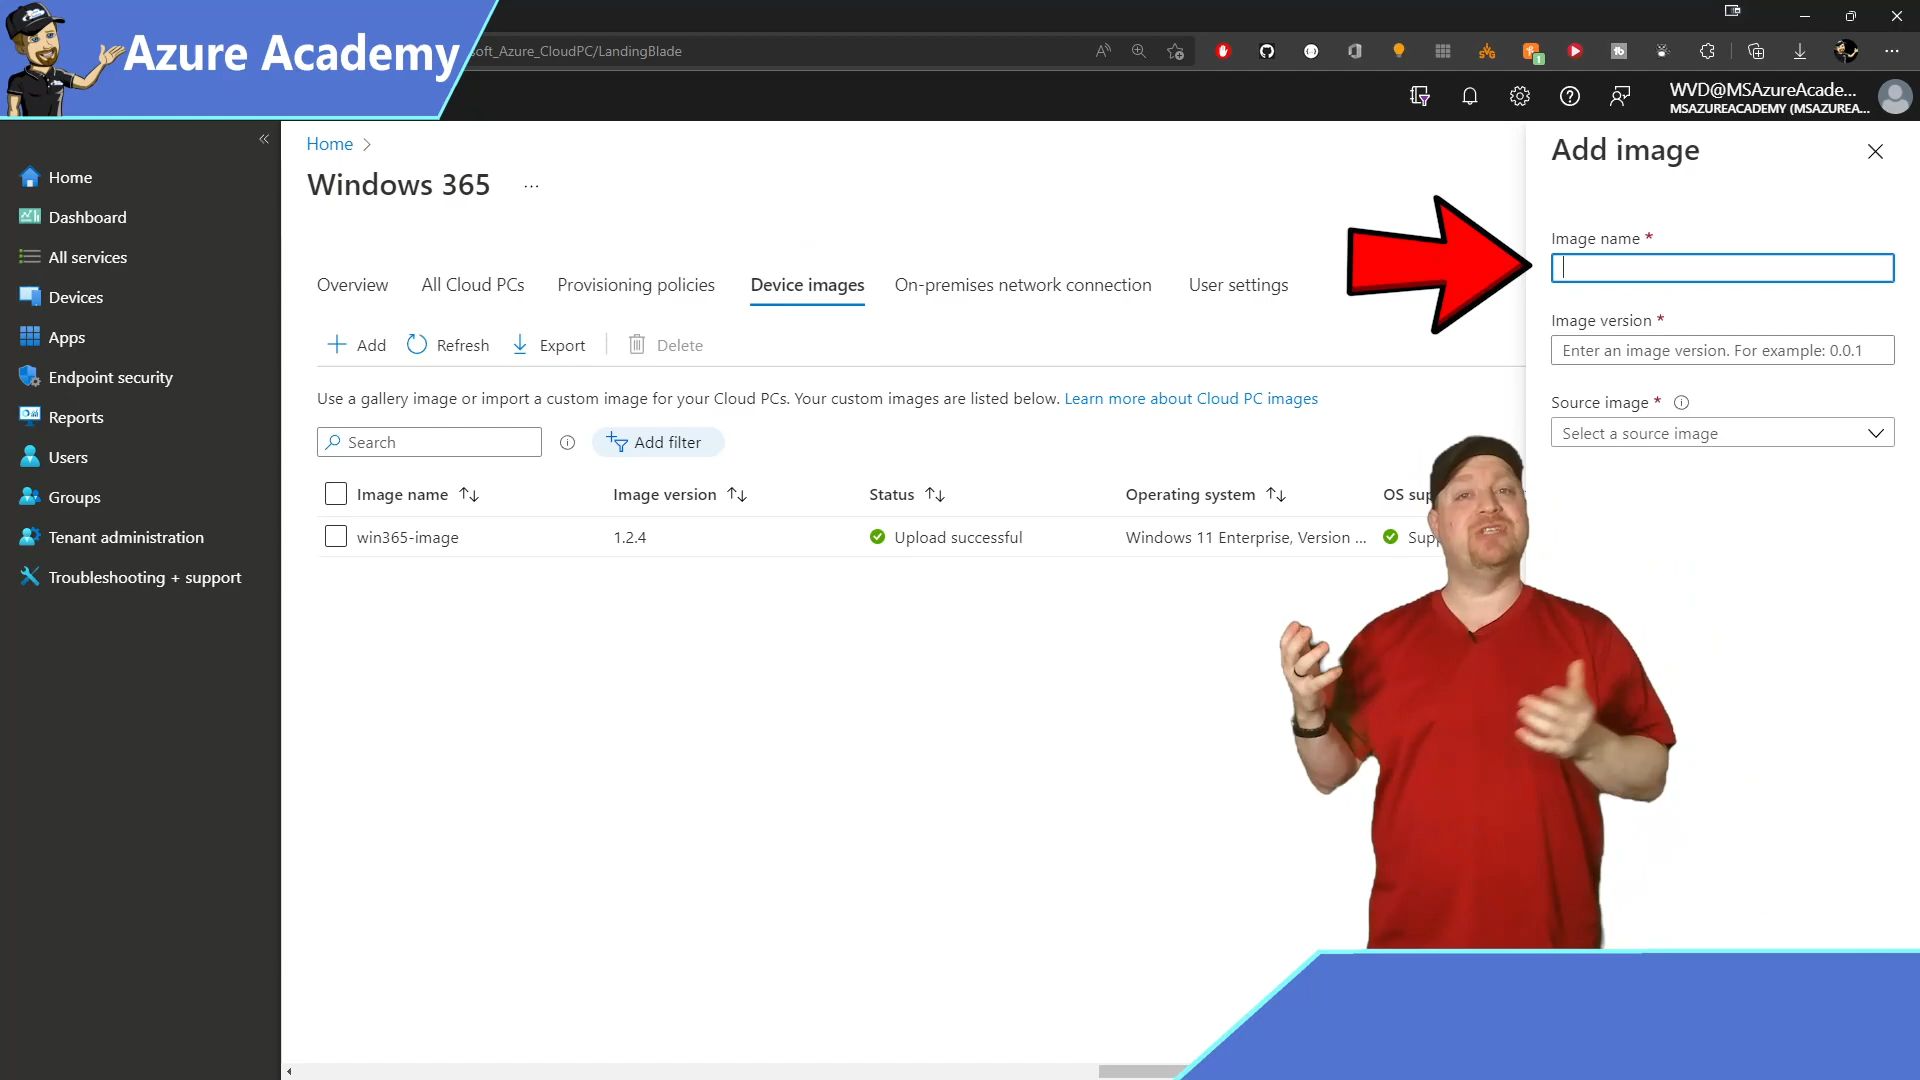 Azure Academy
oft_Azure_CloudPC/LandingBlade
1
WVD@MSAzureAcade...
MSAZUREACADEMY (MSAZUREA...
Home
Dashboard
All services
Devices
Apps
Endpoint security
Reports
Users
Groups
Tenant administration
Troubleshooting + support
Home
Windows 365 ...
Overview
All Cloud PCs
Provisioning policies
Device images
On-premises network connection
User settings
Add
Refresh
Export
Delete
Use a gallery image or import a custom image for your Cloud PCs. Your custom images are listed below. Learn more about Cloud PC images
Search
Add filter
Image name
Image version
Status
Operating system
OS sup
win365-image
1.2.4
Upload successful
Windows 11 Enterprise, Version ...
Supp
Add image
Image name *
Image version *
Enter an image version. For example: 0.0.1
Source image *
Select a source image